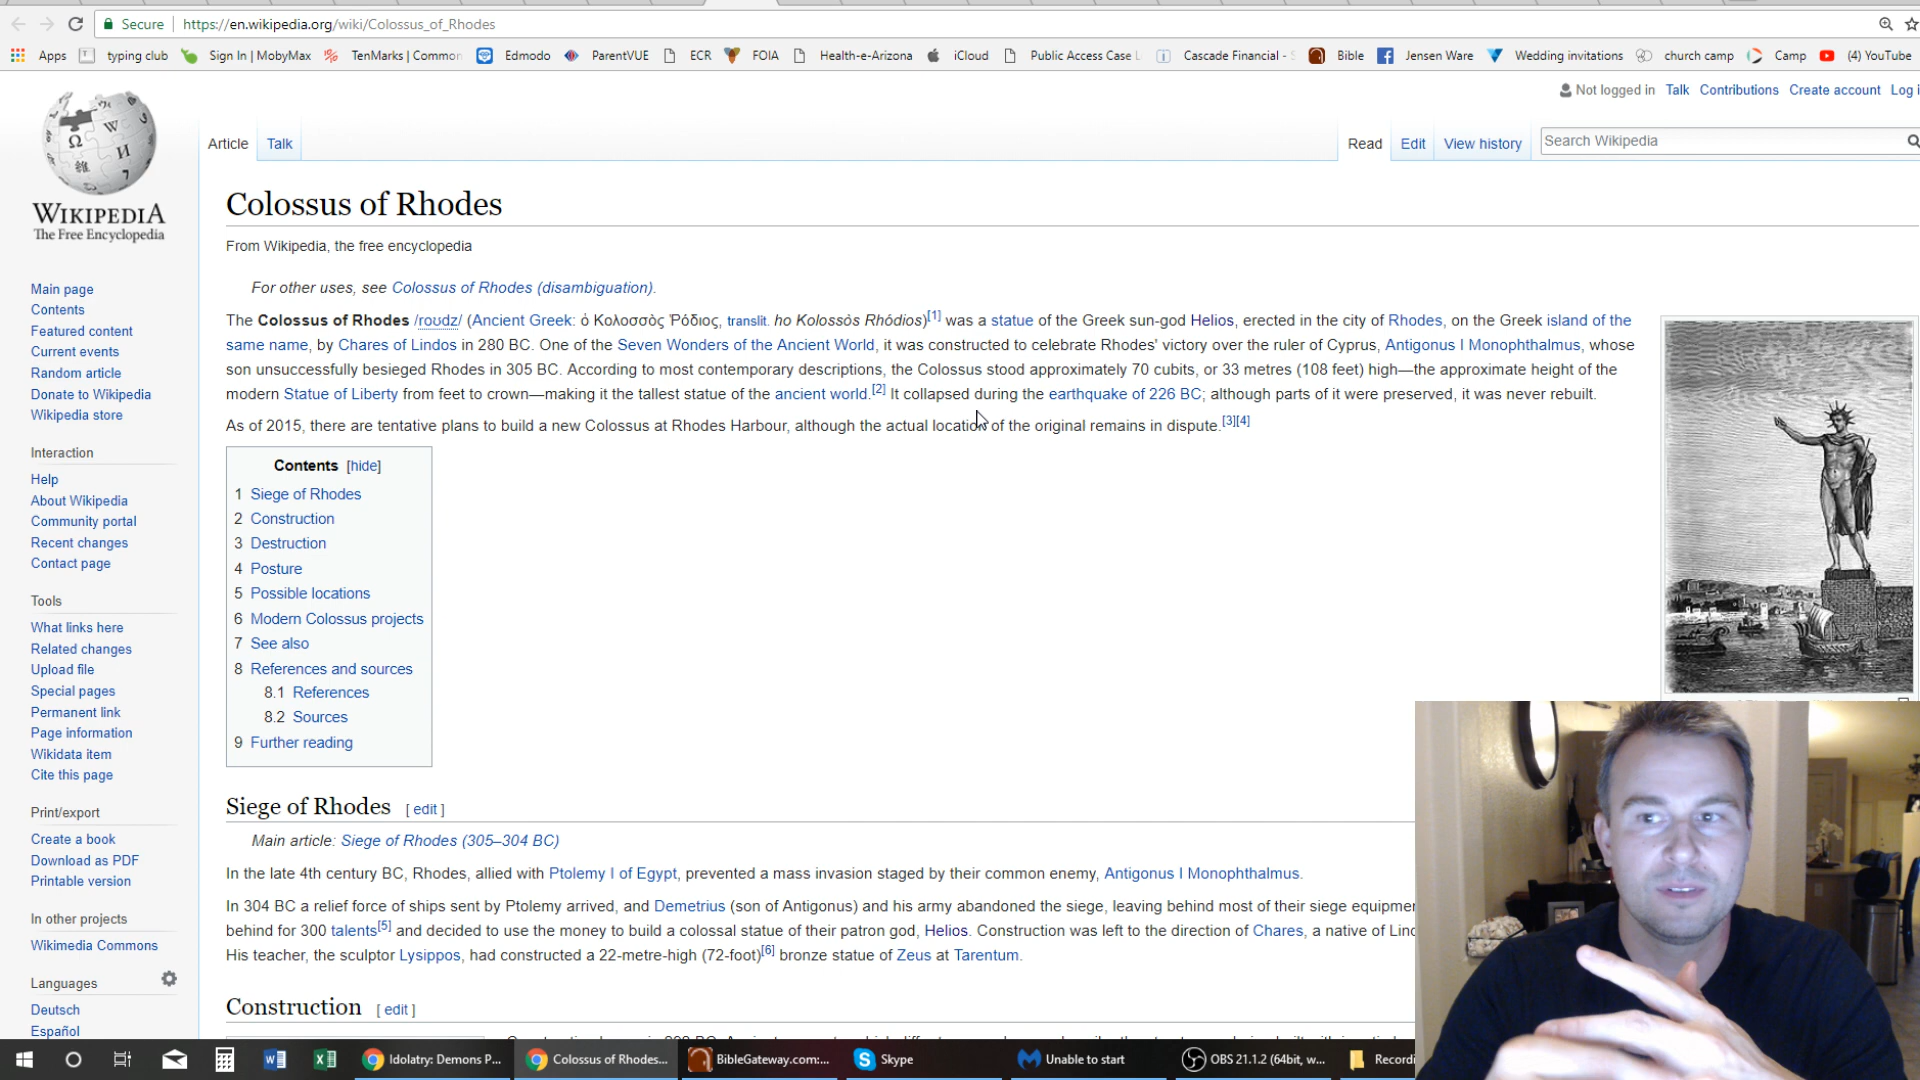 Secure https://en.wikipedia.org/wiki/Colossus_of_Rhodes
Apps typing club Sign In | MobyMax TenMarks | Common Edmodo ParentVUE ECR FOIA Health-e-Arizona iCloud Public Access Case L Cascade Financial - S Bible Jensen Ware Wedding invitations church camp Camp (4) YouTube
Not logged in Talk Contributions Create account Log i
Article Talk Read Edit View history Search Wikipedia
WIKIPEDIA
The Free Encyclopedia
Colossus of Rhodes
From Wikipedia, the free encyclopedia
For other uses, see Colossus of Rhodes (disambiguation).
The Colossus of Rhodes /roʊdz/ (Ancient Greek: ὁ Κολοσσὸς Ῥόδιος, translit. ho Kolossòs Rhódios)[1] was a statue of the Greek sun-god Helios, erected in the city of Rhodes, on the Greek island of the
same name, by Chares of Lindos in 280 BC. One of the Seven Wonders of the Ancient World, it was constructed to celebrate Rhodes' victory over the ruler of Cyprus, Antigonus I Monophthalmus, whose
son unsuccessfully besieged Rhodes in 305 BC. According to most contemporary descriptions, the Colossus stood approximately 70 cubits, or 33 metres (108 feet) high—the approximate height of the
modern Statue of Liberty from feet to crown—making it the tallest statue of the ancient world.[2] It collapsed during the earthquake of 226 BC; although parts of it were preserved, it was never rebuilt.
As of 2015, there are tentative plans to build a new Colossus at Rhodes Harbour, although the actual location of the original remains in dispute.[3][4]
Contents [hide]
1 Siege of Rhodes
2 Construction
3 Destruction
4 Posture
5 Possible locations
6 Modern Colossus projects
7 See also
8 References and sources
8.1 References
8.2 Sources
9 Further reading
Siege of Rhodes [ edit ]
Main article: Siege of Rhodes (305–304 BC)
In the late 4th century BC, Rhodes, allied with Ptolemy I of Egypt, prevented a mass invasion staged by their common enemy, Antigonus I Monophthalmus.
In 304 BC a relief force of ships sent by Ptolemy arrived, and Demetrius (son of Antigonus) and his army abandoned the siege, leaving behind most of their siege equipmen
behind for 300 talents[5] and decided to use the money to build a colossal statue of their patron god, Helios. Construction was left to the direction of Chares, a native of Lind
His teacher, the sculptor Lysippos, had constructed a 22-metre-high (72-foot)[6] bronze statue of Zeus at Tarentum.
Construction [ edit ]
Main page
Contents
Featured content
Current events
Random article
Donate to Wikipedia
Wikipedia store
Interaction
Help
About Wikipedia
Community portal
Recent changes
Contact page
Tools
What links here
Related changes
Upload file
Special pages
Permanent link
Page information
Wikidata item
Cite this page
Print/export
Create a book
Download as PDF
Printable version
In other projects
Wikimedia Commons
Languages
Deutsch
Español
Idolatry: Demons P... Colossus of Rhodes... BibleGateway.com:... Skype Unable to start OBS 21.1.2 (64bit, w... Recordi